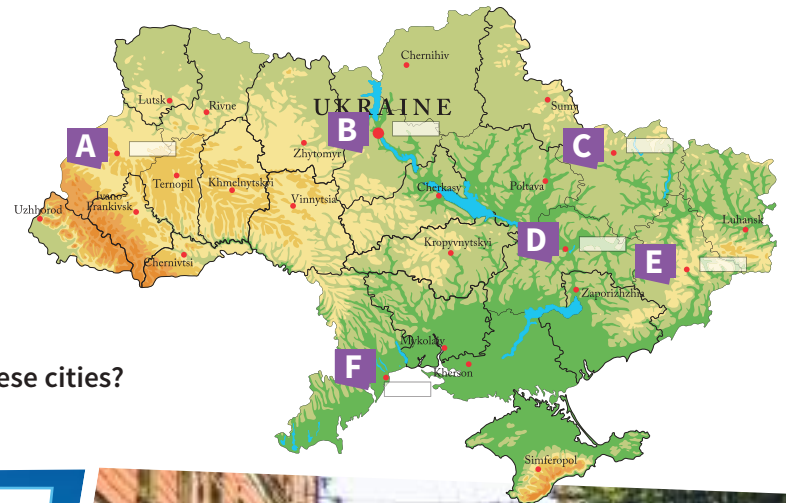 Chernihiv
Lutsk
Rivne
UKRAINE
Sumy
A
B
C
Zhytomyr
Ternopil
Khmelnytskyi
Cherkasy
Poltava
Ivano-
Frankivsk
Vinnytsia
Uzhhorod
Luhansk
Kropyvnytskyi
D
E
Chernivtsi
Zaporizhzhia
Mykolaiv
F
Kherson
ese cities?
Simferopol